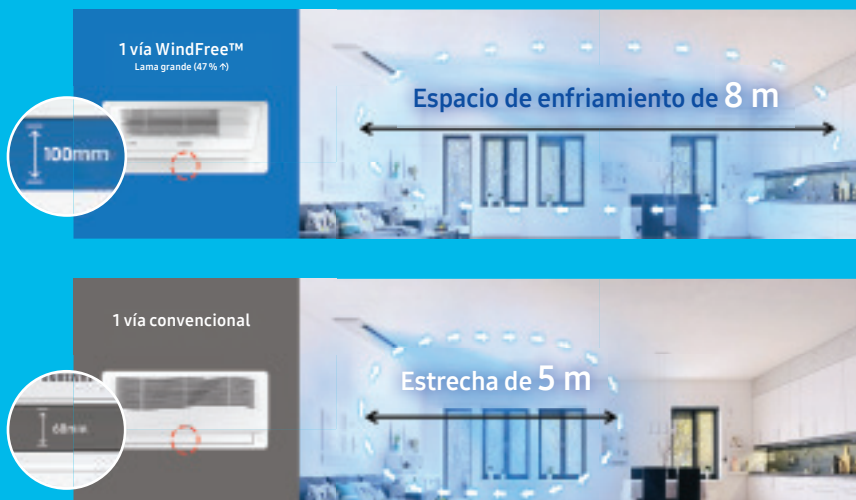 1 vía WindFree™
Lama grande (47 % ↑)
100mm
Espacio de enfriamiento de 8 m
1 vía convencional
68mm
Estrecha de 5 m